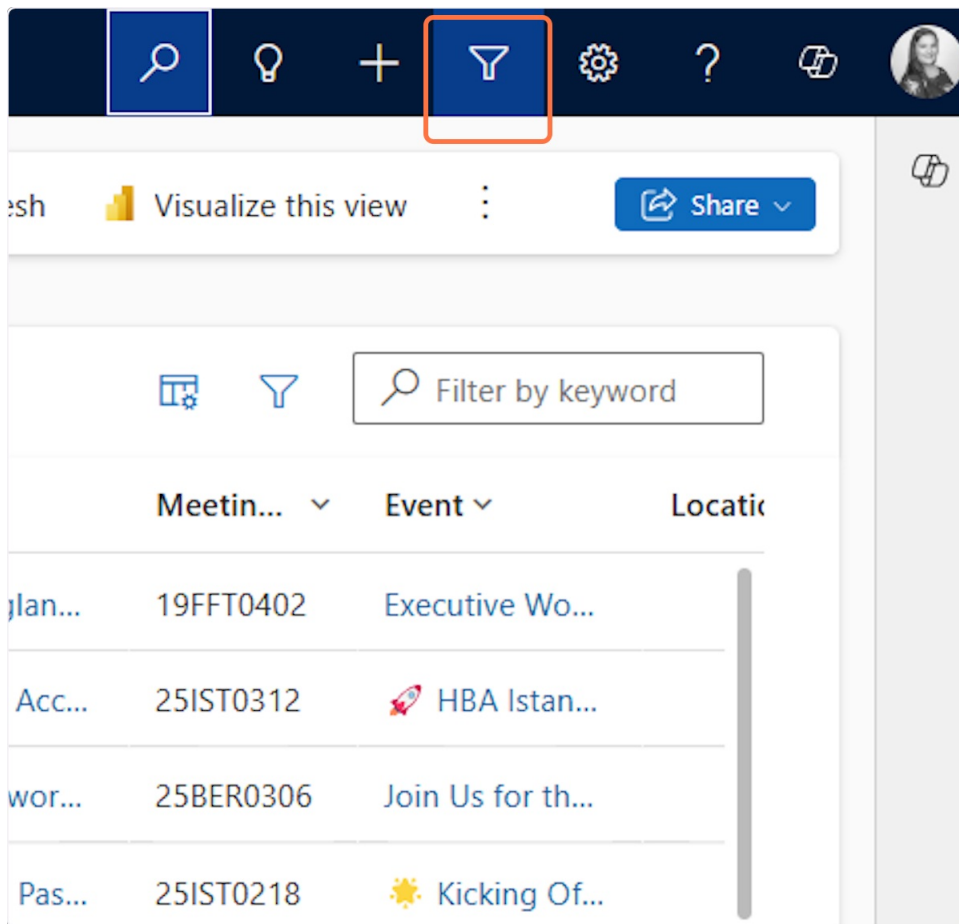 esh Visualize this view Share
Filter by keyword
Meetin... Event Locatio
glan... 19FFT0402 Executive Wo...
Acc... 25IST0312 🚀 HBA Istan...
wor... 25BER0306 Join Us for th...
Pas... 25IST0218 🌟 Kicking Of...